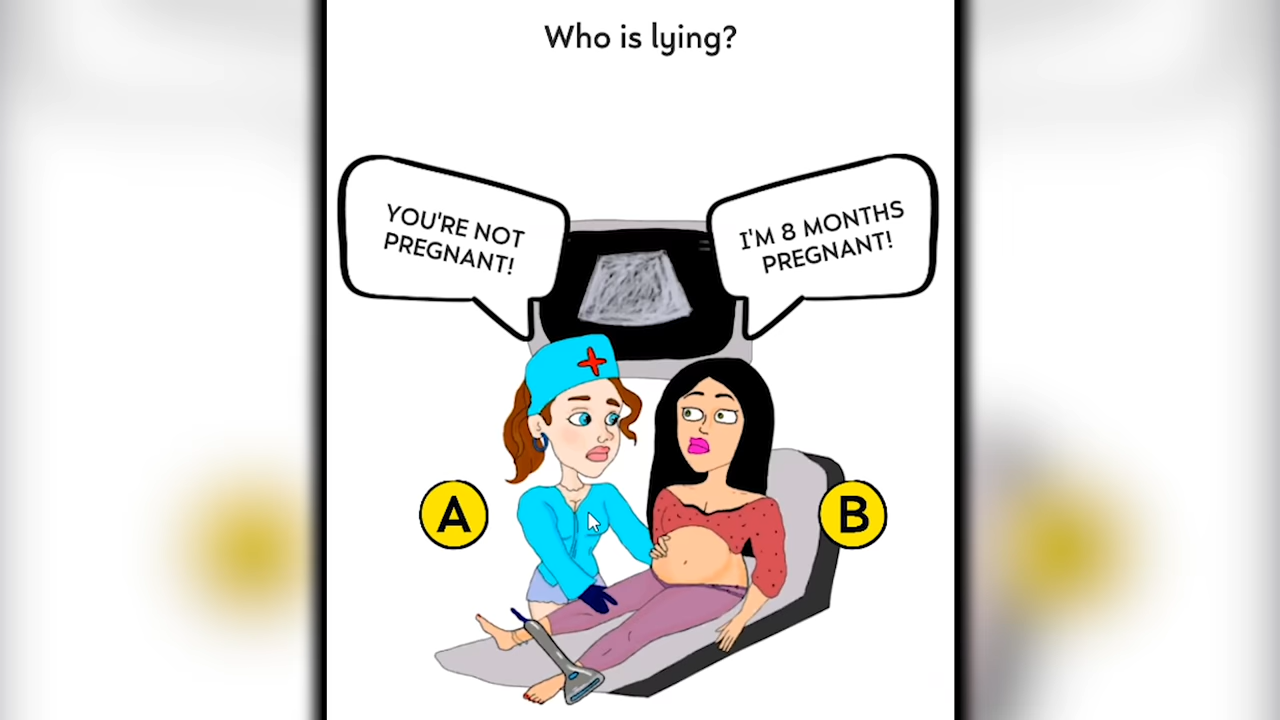 Who is lying?
YOU'RE NOT
PREGNANT!
I'M 8 MONTHS
PREGNANT!
A
B